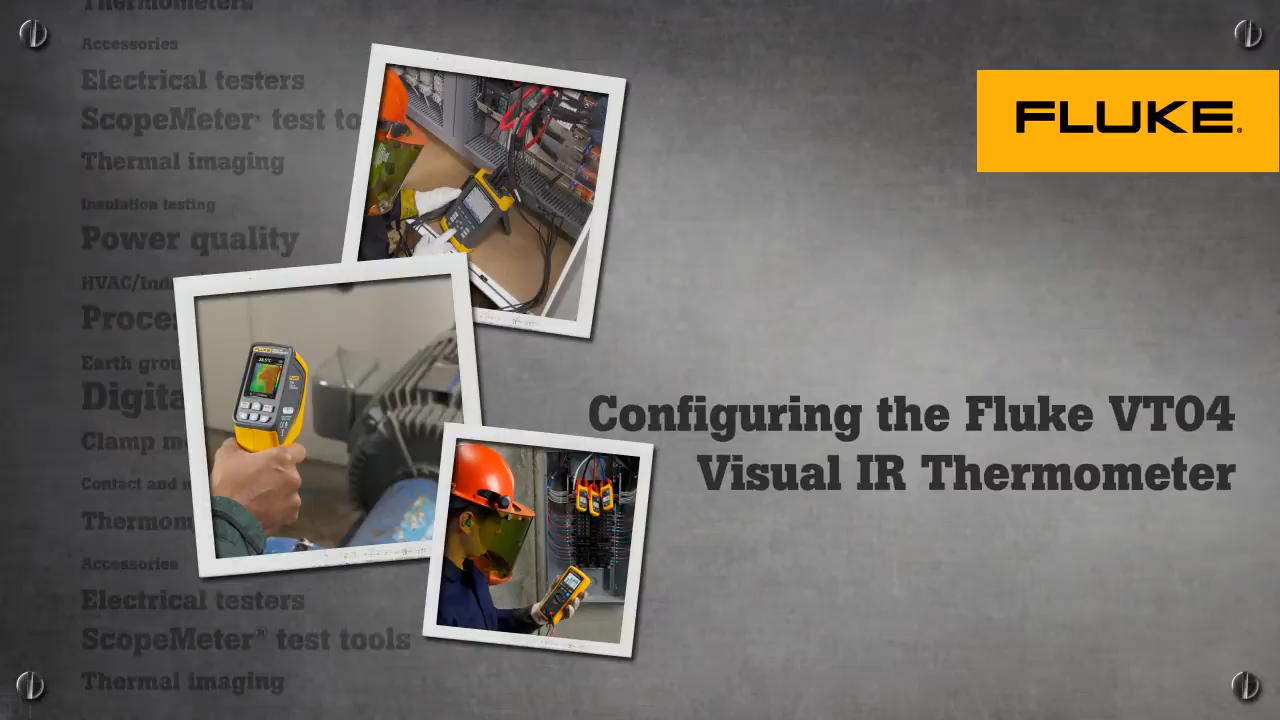 Thermometers
Accessories
Electrical testers
ScopeMeter® test to
Thermal imaging
Insulation testing
Power quality
HVAC/Ind
Proces
Earth grou
Digita
Clamp m
Contact and n
Thermom
Accessories
Electrical testers
ScopeMeter® test tools
Thermal imaging
FLUKE®
Configuring the Fluke VT04
Visual IR Thermometer